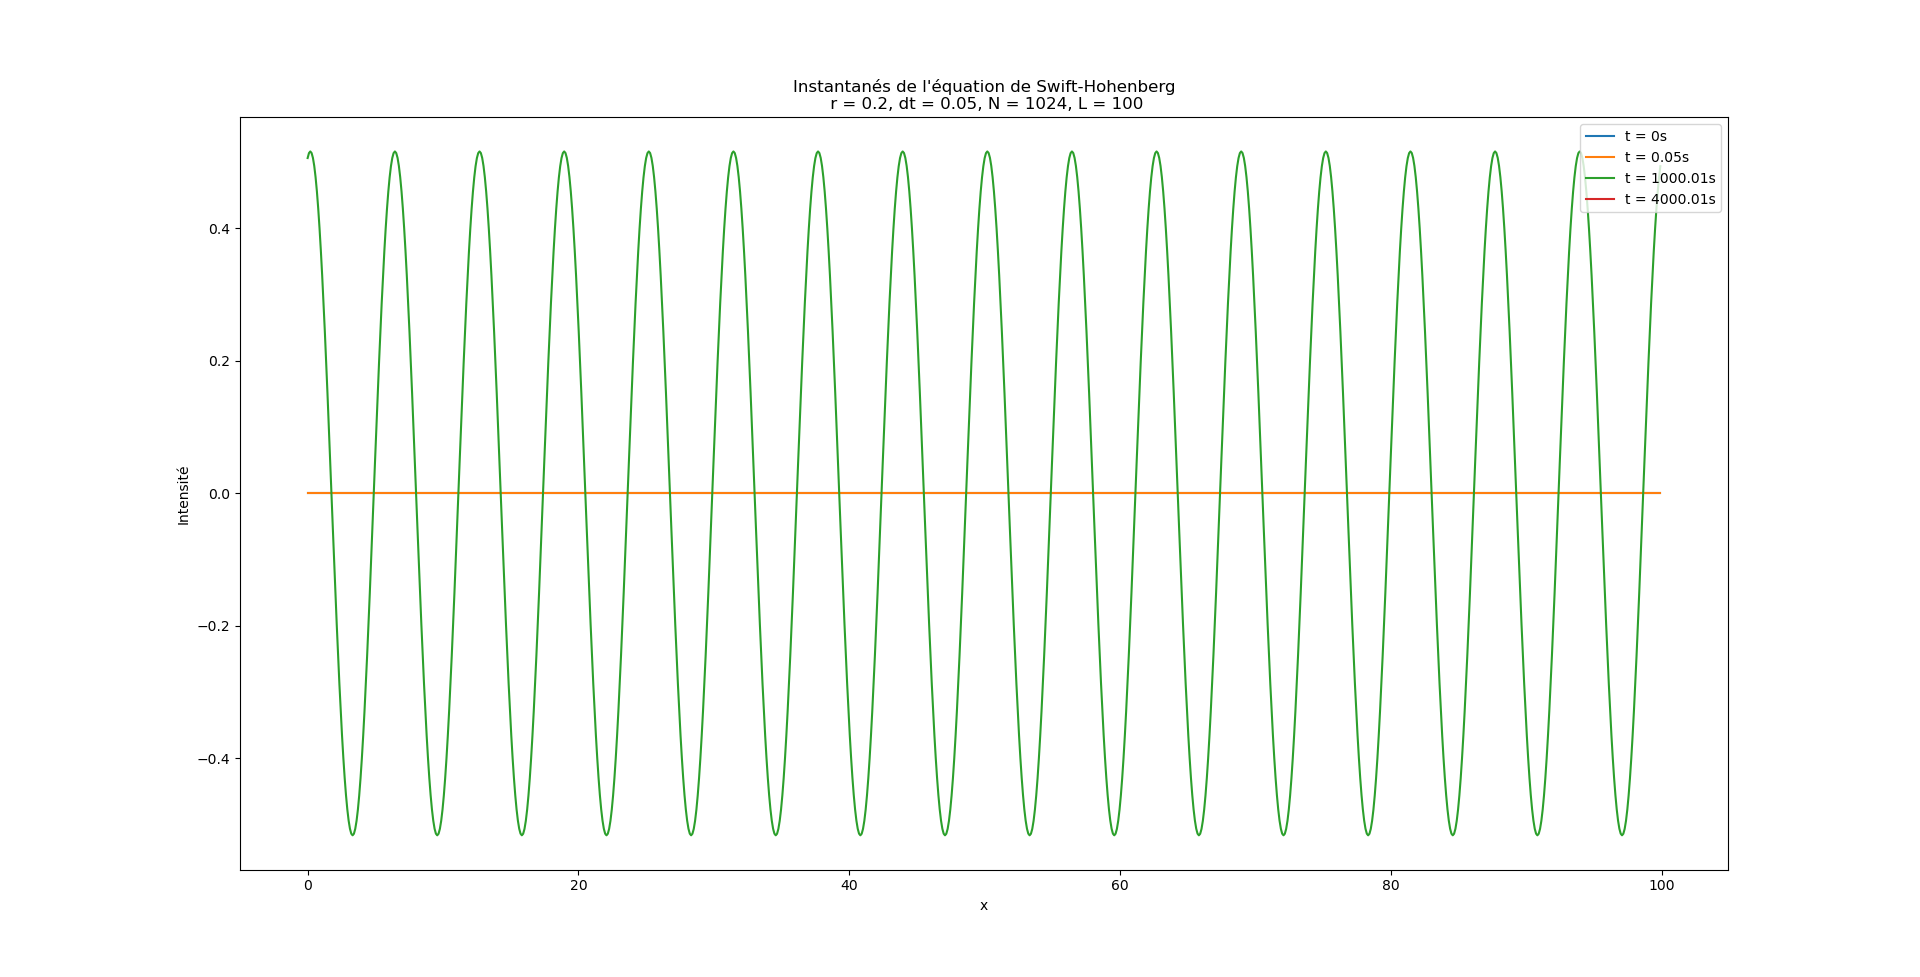 Instantanés de l'équation de Swift-Hohenberg
r = 0.2, dt = 0.05, N = 1024, L = 100
t = 0s
t = 0.05s
t = 1000.01s
t = 4000.01s
0.4
0.2
0.0
−0.2
−0.4
Intensité
0 20 40 60 80 100
x